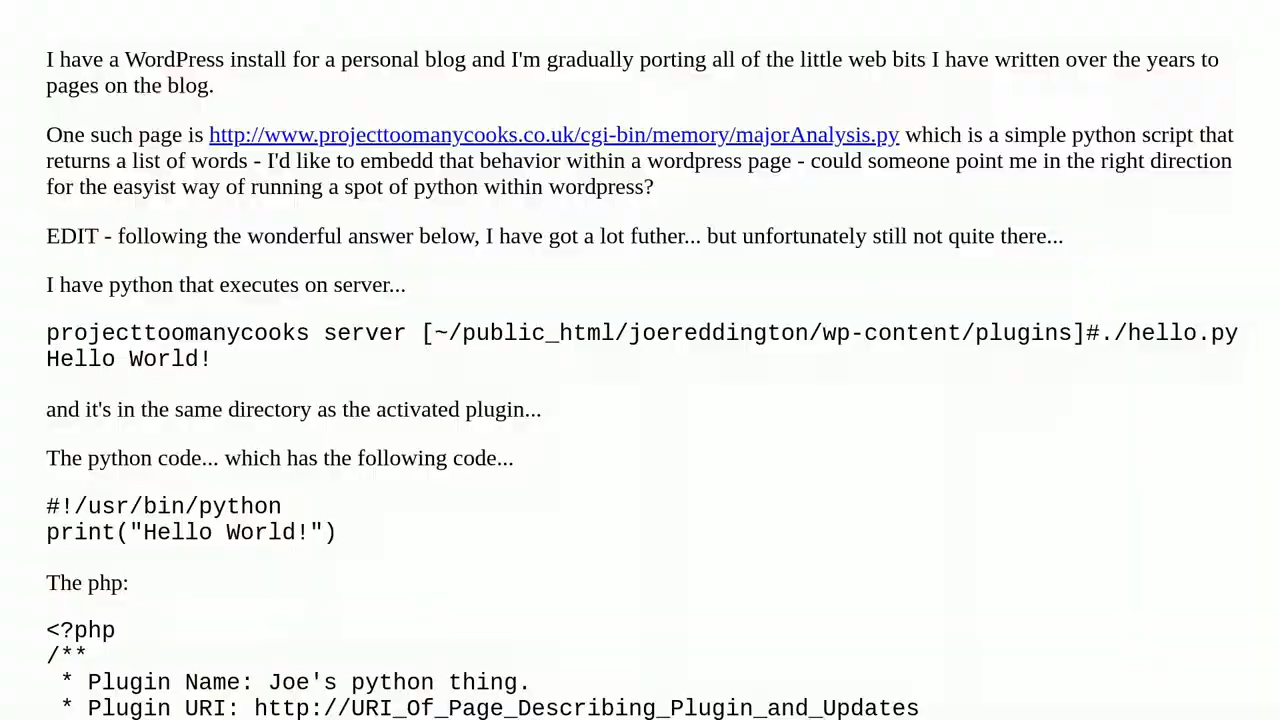 I have a WordPress install for a personal blog and I'm gradually porting all of the little web bits I have written over the years to
pages on the blog.
One such page is http://www.projecttoomanycooks.co.uk/cgi-bin/memory/majorAnalysis.py which is a simple python script that
returns a list of words - I'd like to embedd that behavior within a wordpress page - could someone point me in the right direction
for the easyist way of running a spot of python within wordpress?
EDIT - following the wonderful answer below, I have got a lot futher... but unfortunately still not quite there...
I have python that executes on server...
projecttoomanycooks server [~/public_html/joereddington/wp-content/plugins]#./hello.py
Hello World!
and it's in the same directory as the activated plugin...
The python code... which has the following code...
#!/usr/bin/python
print("Hello World!")
The php:
<?php
/**
 * Plugin Name: Joe's python thing.
 * Plugin URI: http://URI_Of_Page_Describing_Plugin_and_Updates